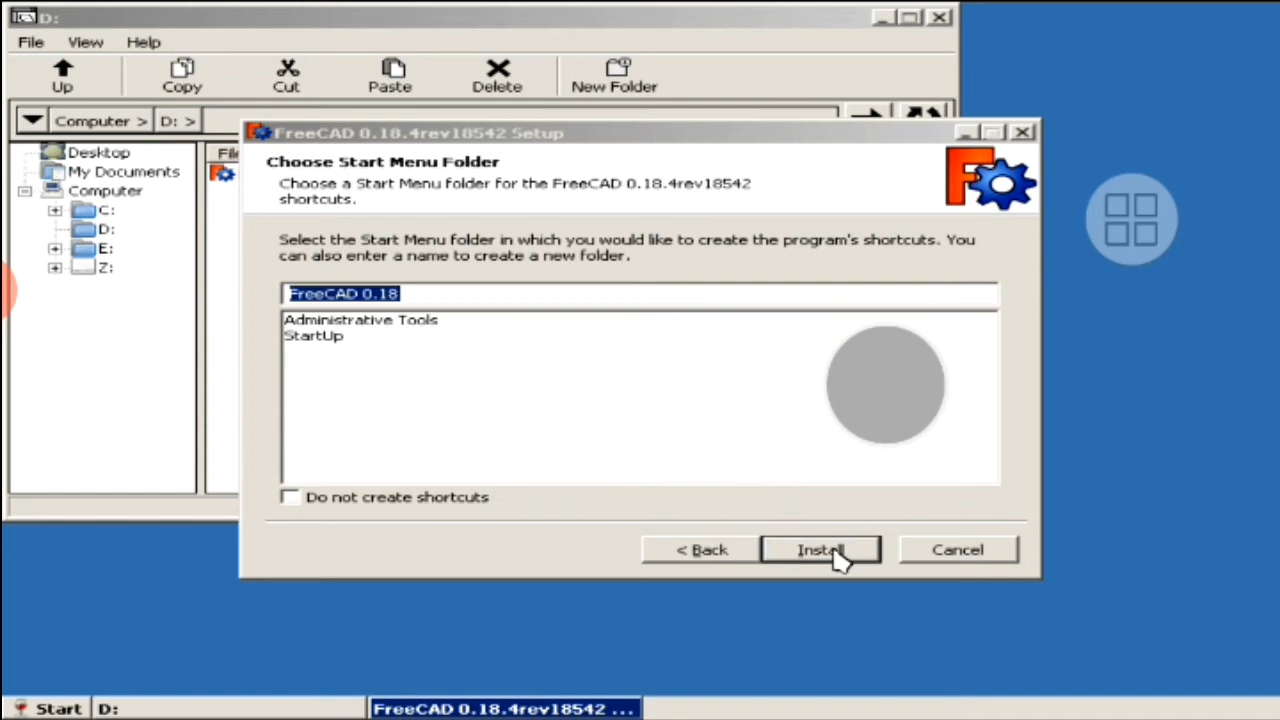 D:
File View Help
Up Copy Cut Paste Delete New Folder
Computer > D: >
Desktop
My Documents
Computer
C:
D:
E:
Z:
FreeCAD 0.18.4rev18542 Setup
Choose Start Menu Folder
Choose a Start Menu folder for the FreeCAD 0.18.4rev18542
shortcuts.
Select the Start Menu folder in which you would like to create the program's shortcuts. You
can also enter a name to create a new folder.
FreeCAD 0.18
Administrative Tools
StartUp
Do not create shortcuts
< Back Install Cancel
Start D: FreeCAD 0.18.4rev18542 ...